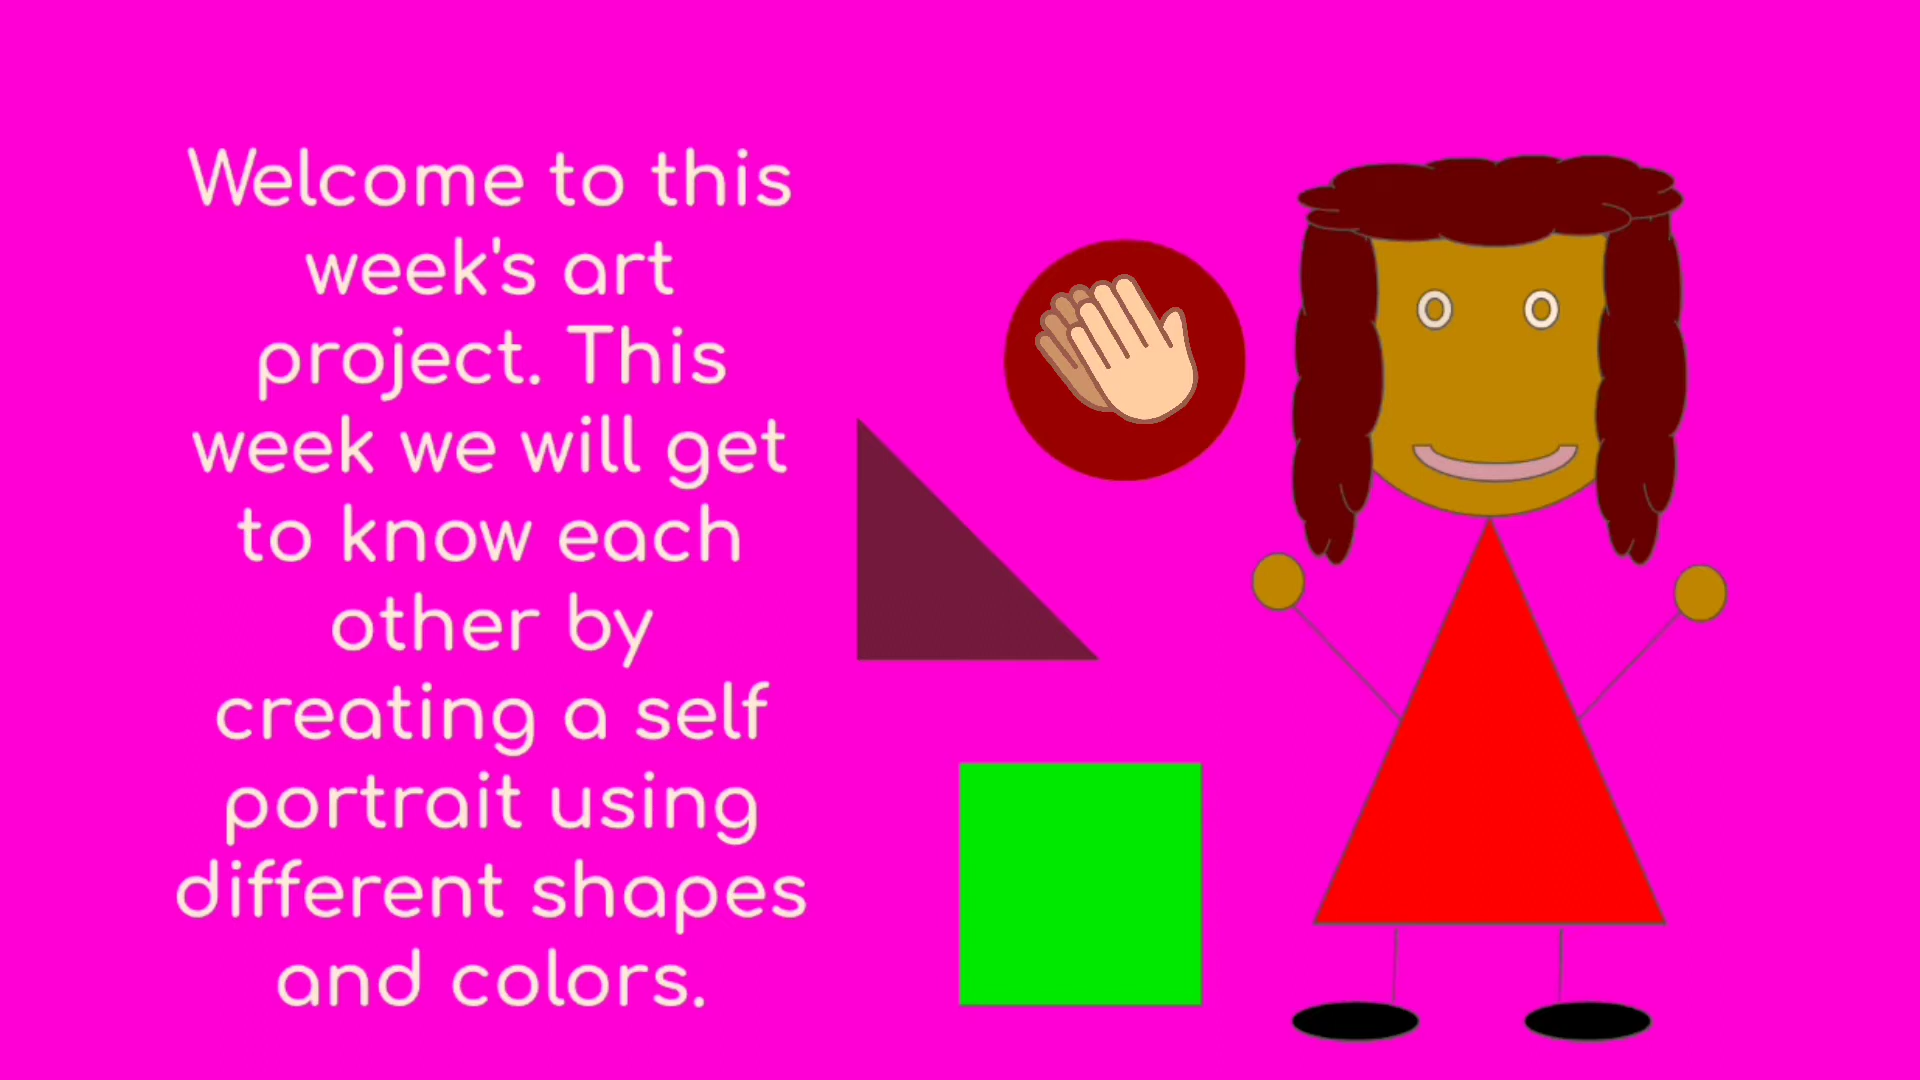 Welcome to this
week's art
project. This
week we will get
to know each
other by
creating a self
portrait using
different shapes
and colors.